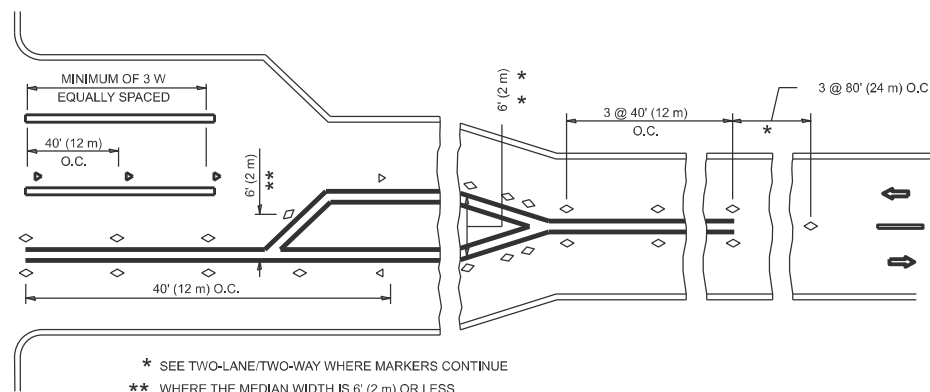 MINIMUM OF 3 W
EQUALLY SPACED
40' (12 m)
O.C.
6' (2 m)
**
40' (12 m) O.C.
6' (2 m) * *
3 @ 40' (12 m)
O.C.
*
3 @ 80' (24 m) O.C
* SEE TWO-LANE/TWO-WAY WHERE MARKERS CONTINUE
** WHERE THE MEDIAN WIDTH IS 6' (2 m) OR LESS